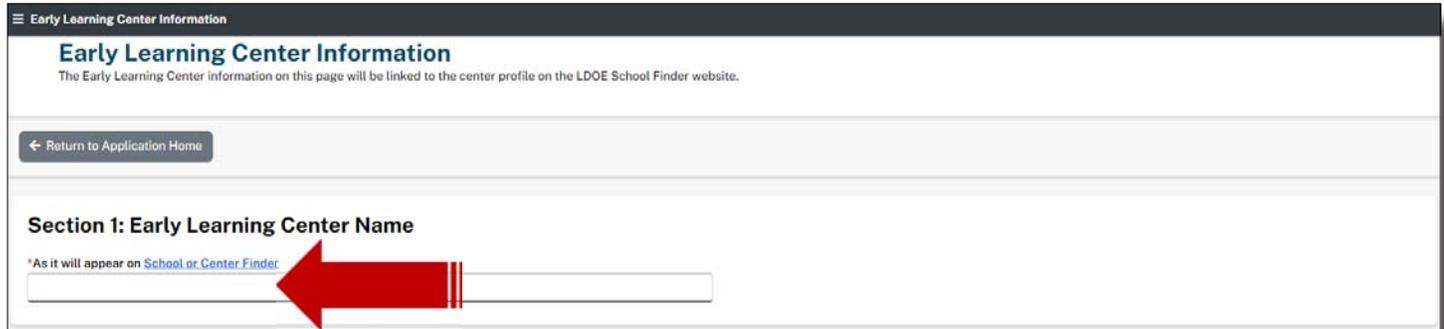 ☰ Early Learning Center Information
Early Learning Center Information
The Early Learning Center information on this page will be linked to the center profile on the LDOE School Finder website.
← Return to Application Home
Section 1: Early Learning Center Name
*As it will appear on School or Center Finder